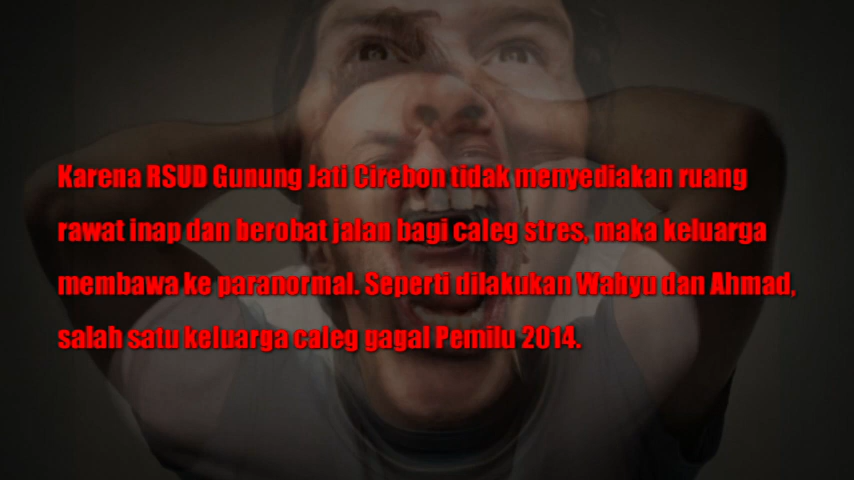 Karena RSUD Gunung Jati Cirebon tidak menyediakan ruang
rawat inap dan berobat jalan bagi caleg stres, maka keluarga
membawa ke paranormal. Seperti dilakukan Wahyu dan Ahmad,
salah satu keluarga caleg gagal Pemilu 2014.